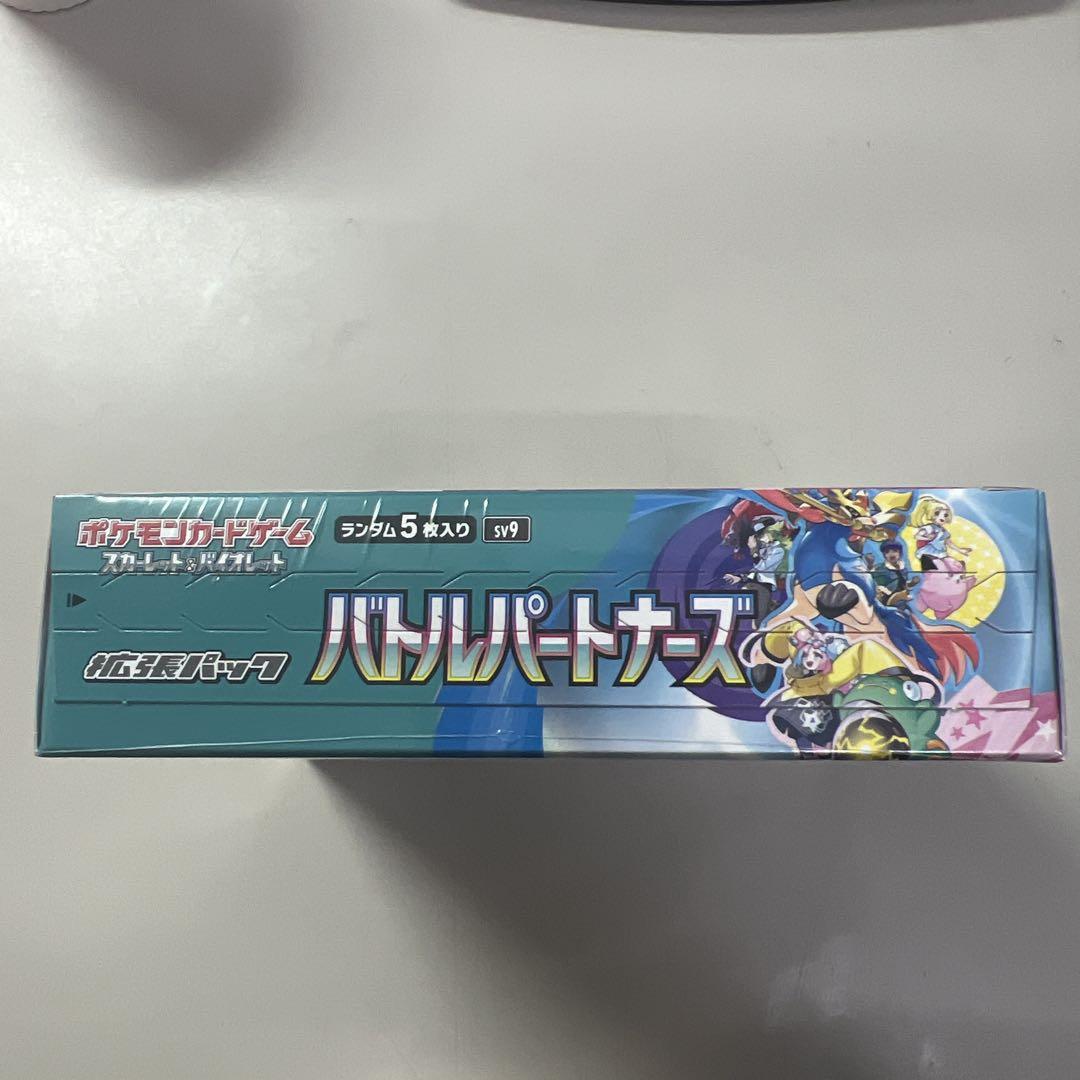 ポケモンカードゲーム
スカーレット&バイオレット
ランダム5枚入り
SV9
拡張パック
バトルパートナーズ